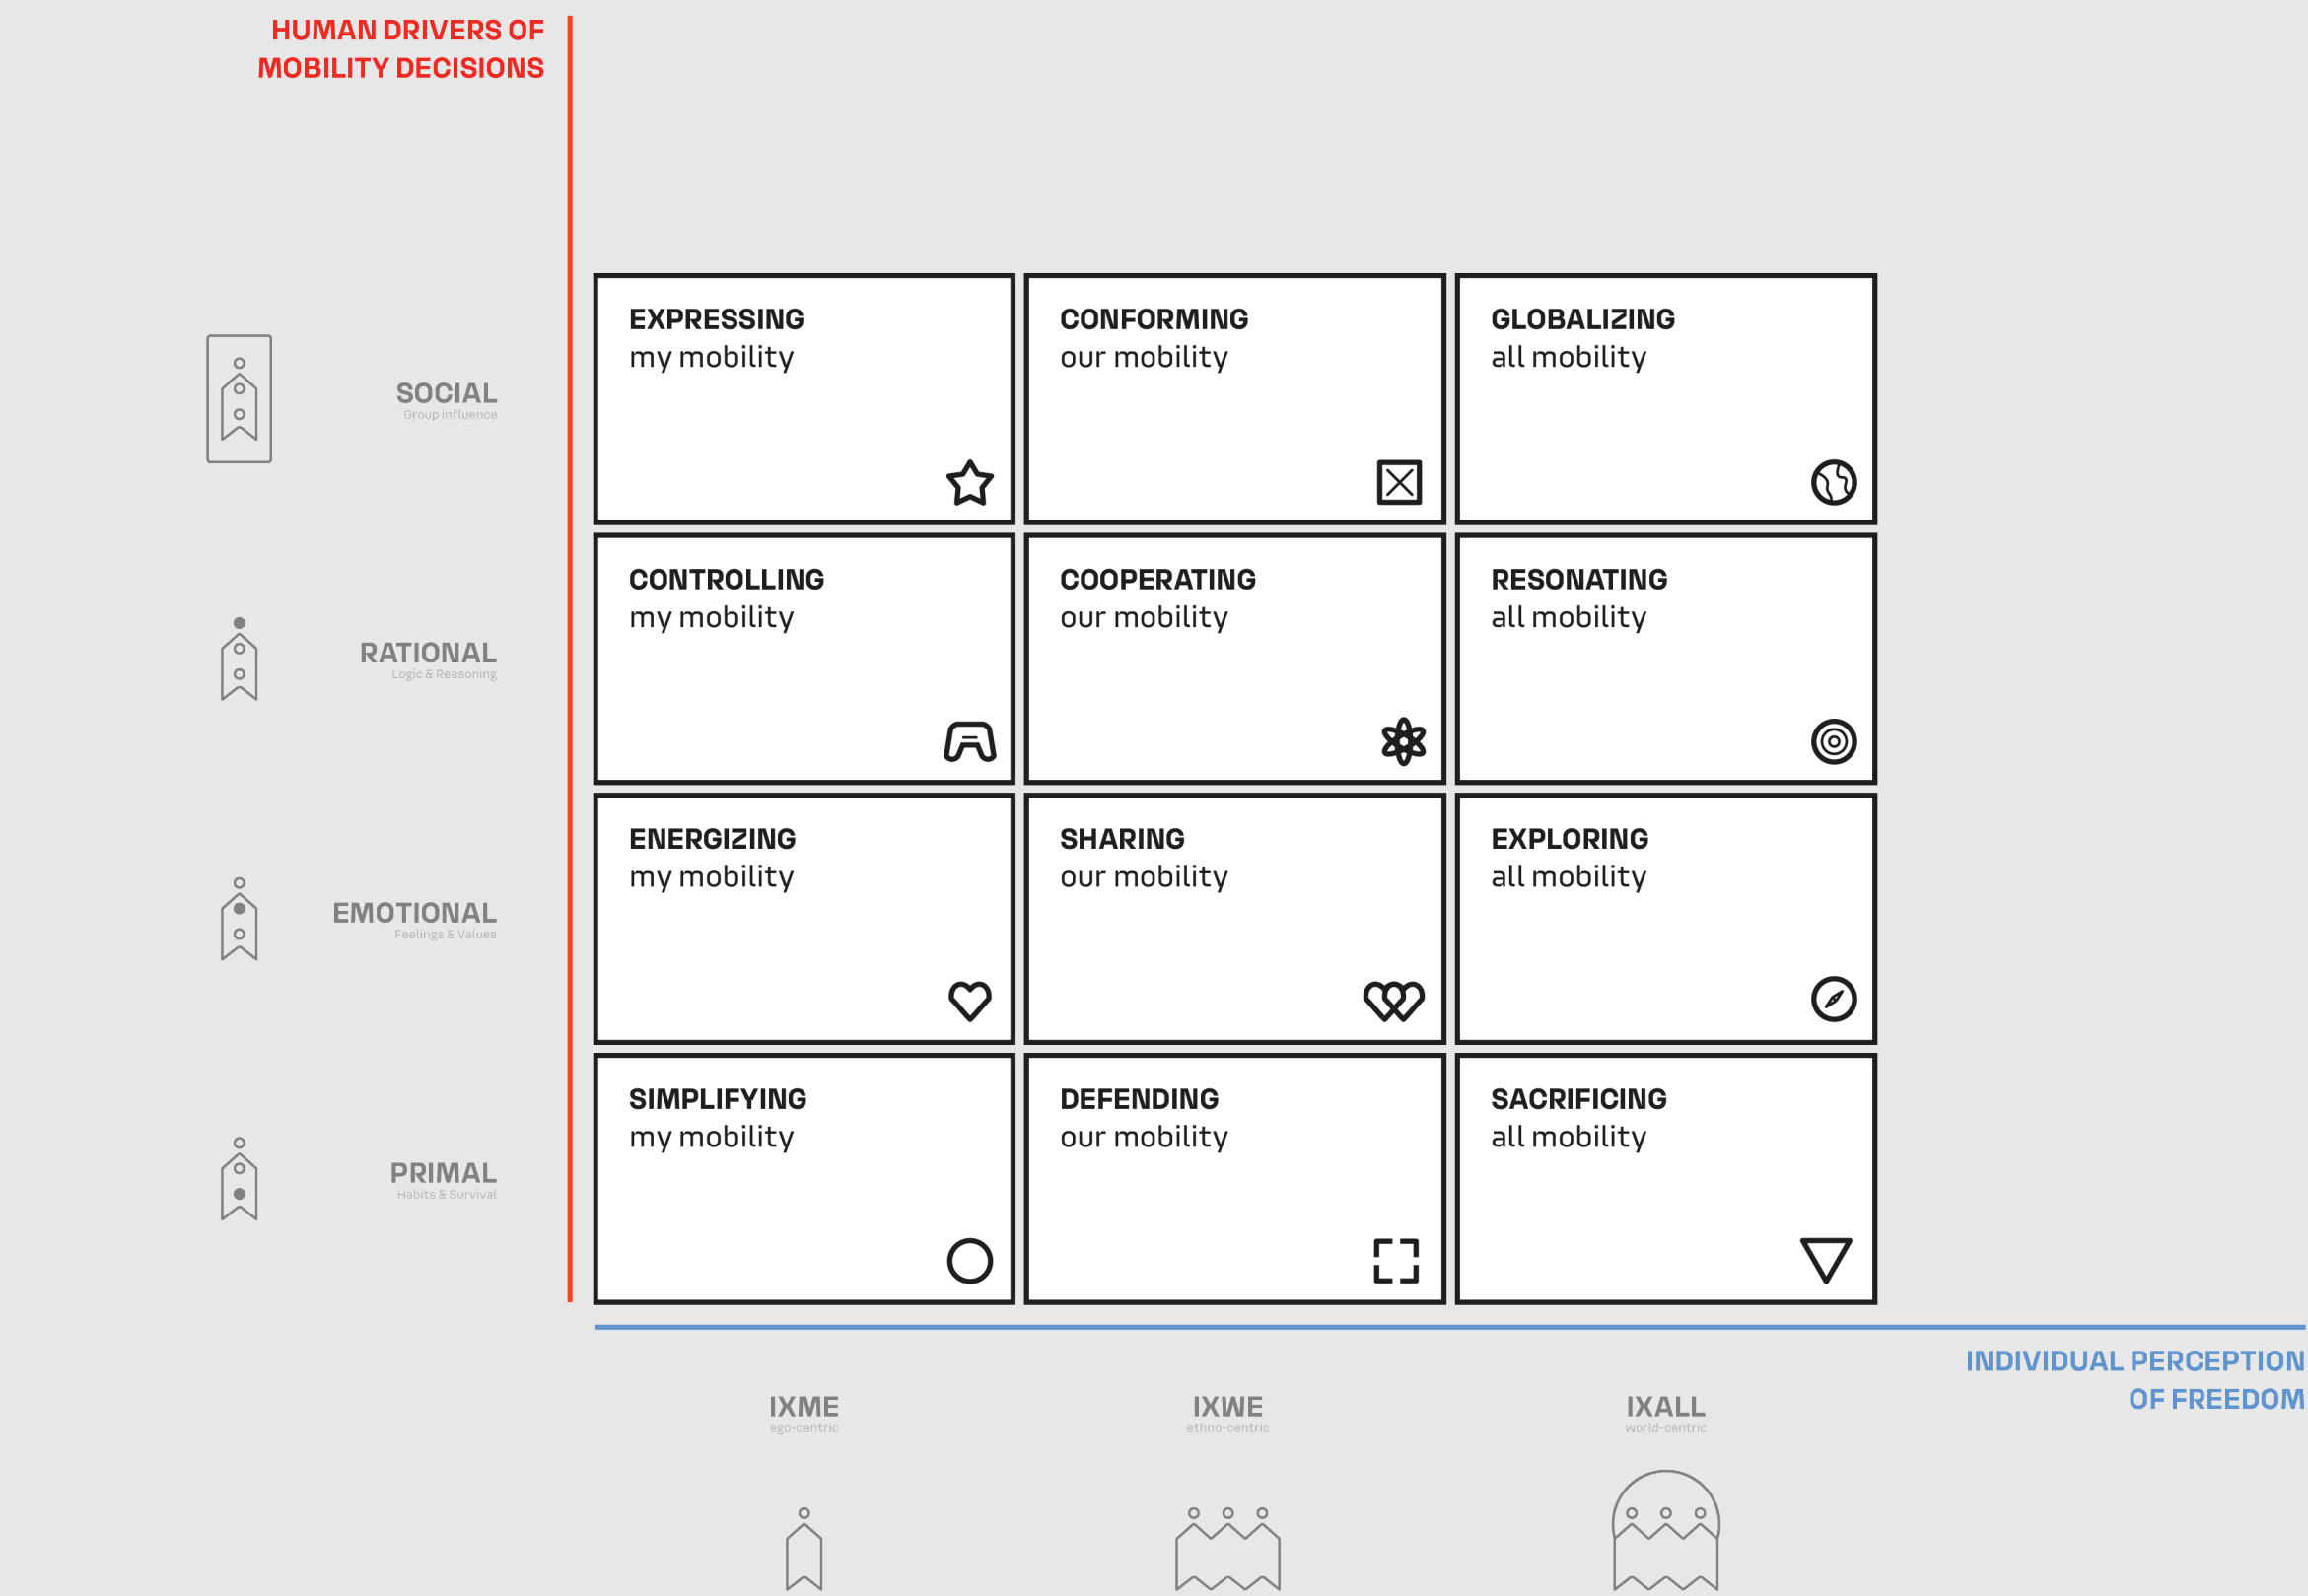 HUMAN DRIVERS OF
MOBILITY DECISIONS
SOCIAL
Group influence
EXPRESSING
my mobility
CONFORMING
our mobility
GLOBALIZING
all mobility
RATIONAL
Logic & Reasoning
CONTROLLING
my mobility
COOPERATING
our mobility
RESONATING
all mobility
EMOTIONAL
Feelings & Values
ENERGIZING
my mobility
SHARING
our mobility
EXPLORING
all mobility
PRIMAL
Habits & Survival
SIMPLIFYING
my mobility
DEFENDING
our mobility
SACRIFICING
all mobility
INDIVIDUAL PERCEPTION
OF FREEDOM
IXME
ego-centric
IXWE
ethno-centric
IXALL
world-centric